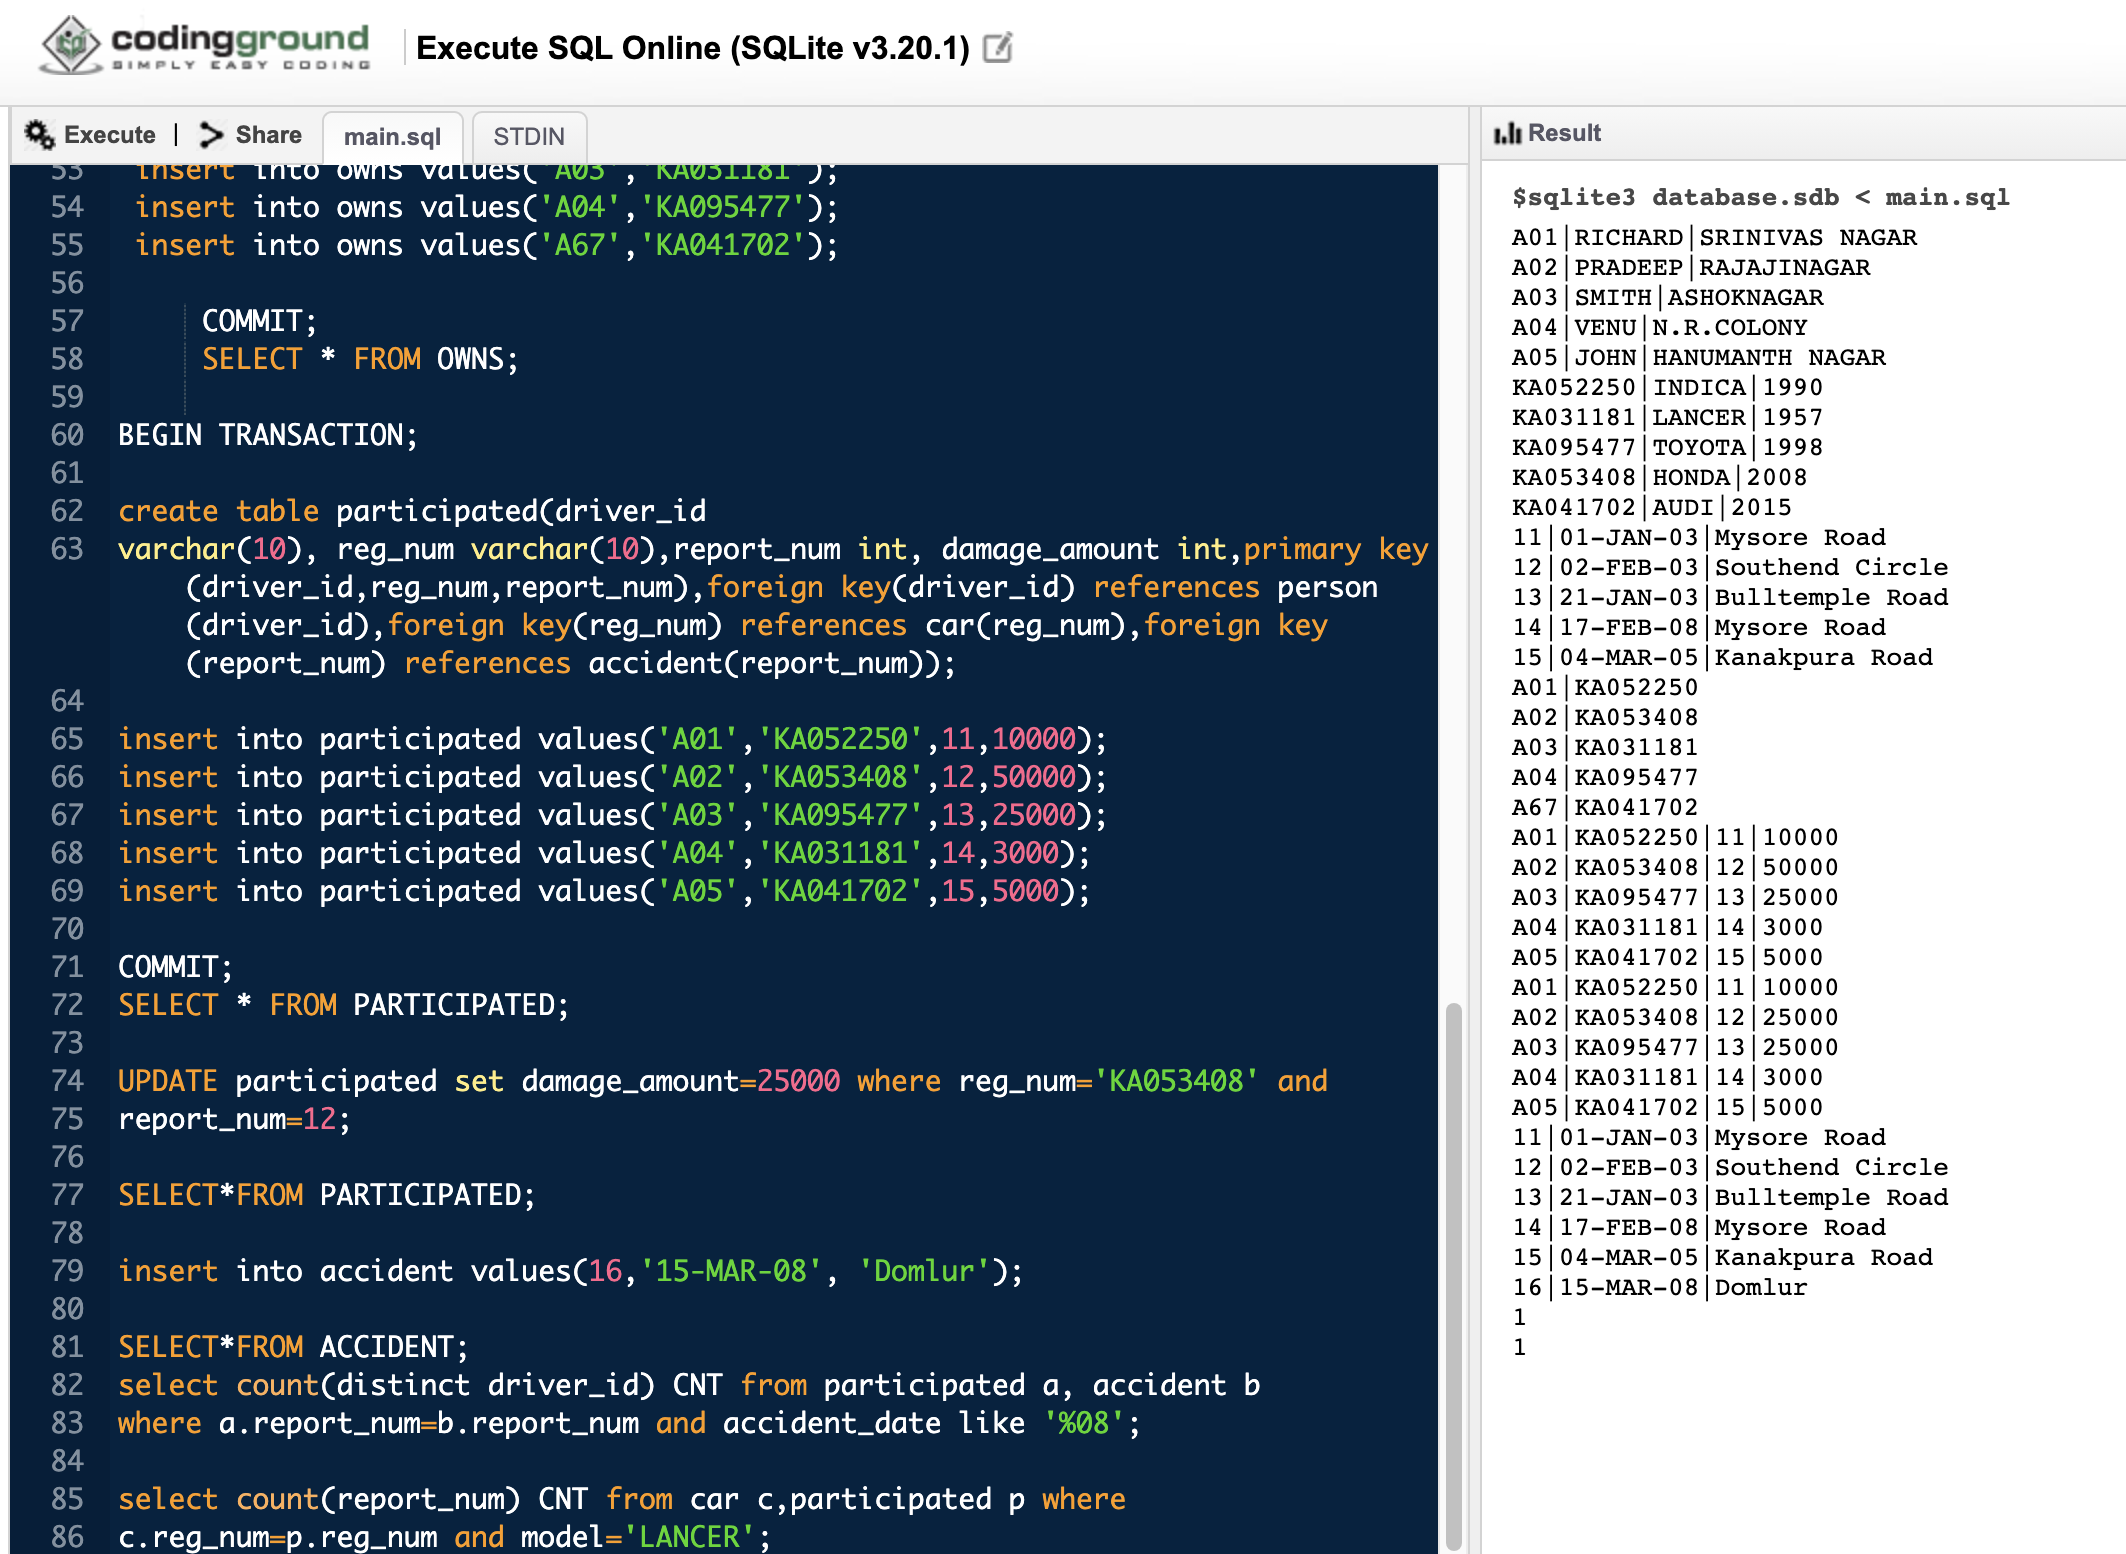 codingground
SIMPLY EASY CODING
Execute SQL Online (SQLite v3.20.1)
Execute | Share main.sql STDIN
53 insert into owns values('A03','KA031181');
54 insert into owns values('A04','KA095477');
55 insert into owns values('A67','KA041702');
56
57 COMMIT;
58 SELECT * FROM OWNS;
59
60 BEGIN TRANSACTION;
61
62 create table participated(driver_id
63 varchar(10), reg_num varchar(10),report_num int, damage_amount int,primary key
(driver_id,reg_num,report_num),foreign key(driver_id) references person
(driver_id),foreign key(reg_num) references car(reg_num),foreign key
(report_num) references accident(report_num));
64
65 insert into participated values('A01','KA052250',11,10000);
66 insert into participated values('A02','KA053408',12,50000);
67 insert into participated values('A03','KA095477',13,25000);
68 insert into participated values('A04','KA031181',14,3000);
69 insert into participated values('A05','KA041702',15,5000);
70
71 COMMIT;
72 SELECT * FROM PARTICIPATED;
73
74 UPDATE participated set damage_amount=25000 where reg_num='KA053408' and
75 report_num=12;
76
77 SELECT*FROM PARTICIPATED;
78
79 insert into accident values(16,'15-MAR-08', 'Domlur');
80
81 SELECT*FROM ACCIDENT;
82 select count(distinct driver_id) CNT from participated a, accident b
83 where a.report_num=b.report_num and accident_date like '%08';
84
85 select count(report_num) CNT from car c,participated p where
86 c.reg_num=p.reg_num and model='LANCER';
Result
$sqlite3 database.sdb < main.sql
A01|RICHARD|SRINIVAS NAGAR
A02|PRADEEP|RAJAJINAGAR
A03|SMITH|ASHOKNAGAR
A04|VENU|N.R.COLONY
A05|JOHN|HANUMANTH NAGAR
KA052250|INDICA|1990
KA031181|LANCER|1957
KA095477|TOYOTA|1998
KA053408|HONDA|2008
KA041702|AUDI|2015
11|01-JAN-03|Mysore Road
12|02-FEB-03|Southend Circle
13|21-JAN-03|Bulltemple Road
14|17-FEB-08|Mysore Road
15|04-MAR-05|Kanakpura Road
A01|KA052250
A02|KA053408
A03|KA031181
A04|KA095477
A67|KA041702
A01|KA052250|11|10000
A02|KA053408|12|50000
A03|KA095477|13|25000
A04|KA031181|14|3000
A05|KA041702|15|5000
A01|KA052250|11|10000
A02|KA053408|12|25000
A03|KA095477|13|25000
A04|KA031181|14|3000
A05|KA041702|15|5000
11|01-JAN-03|Mysore Road
12|02-FEB-03|Southend Circle
13|21-JAN-03|Bulltemple Road
14|17-FEB-08|Mysore Road
15|04-MAR-05|Kanakpura Road
16|15-MAR-08|Domlur
1
1